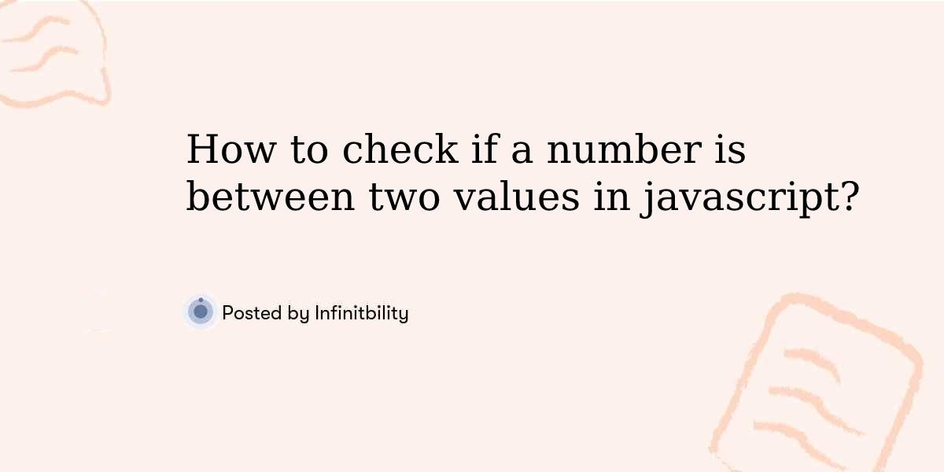 How to check if a number is
between two values in javascript?
Posted by Infinitbility